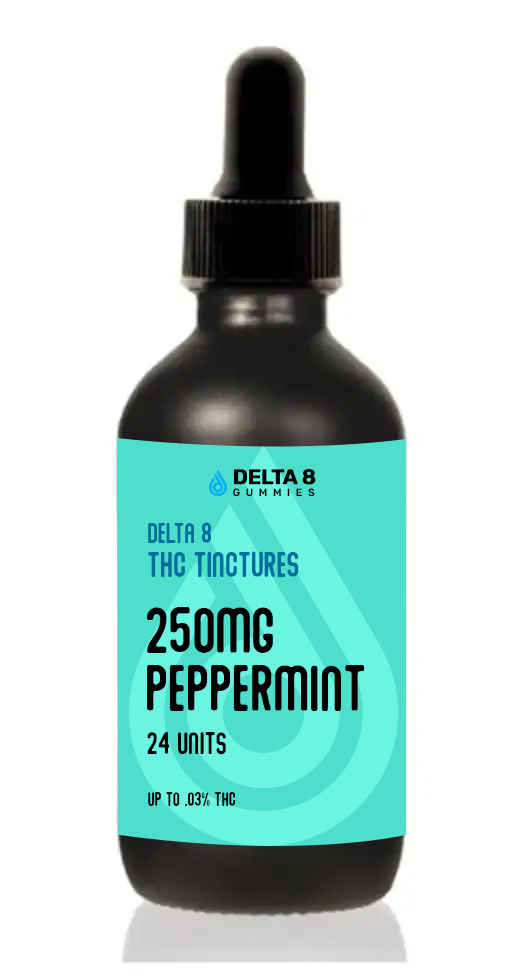 DELTA 8
GUMMIES
DELTA 8
THC TINCTURES
250MG
PEPPERMINT
24 UNITS
UP TO .03% THC